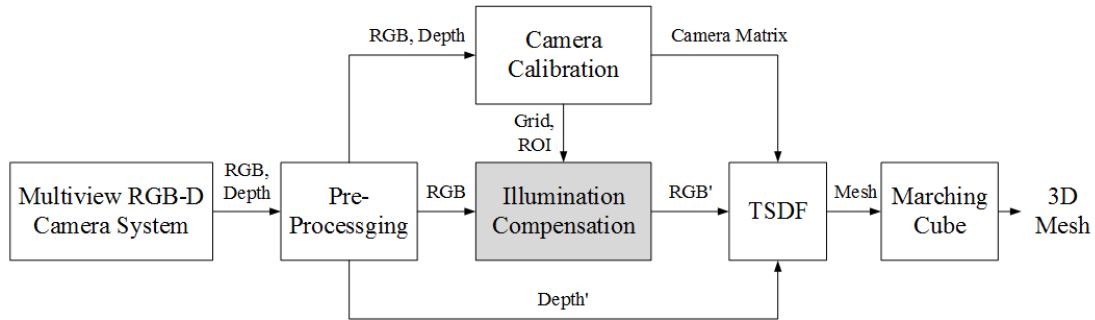 RGB, Depth
Camera
Calibration
Camera Matrix
Grid,
ROI
Multiview RGB-D
Camera System
RGB,
Depth
Pre-
Processging
RGB
Illumination
Compensation
RGB'
TSDF
Mesh
Marching
Cube
3D
Mesh
Depth'